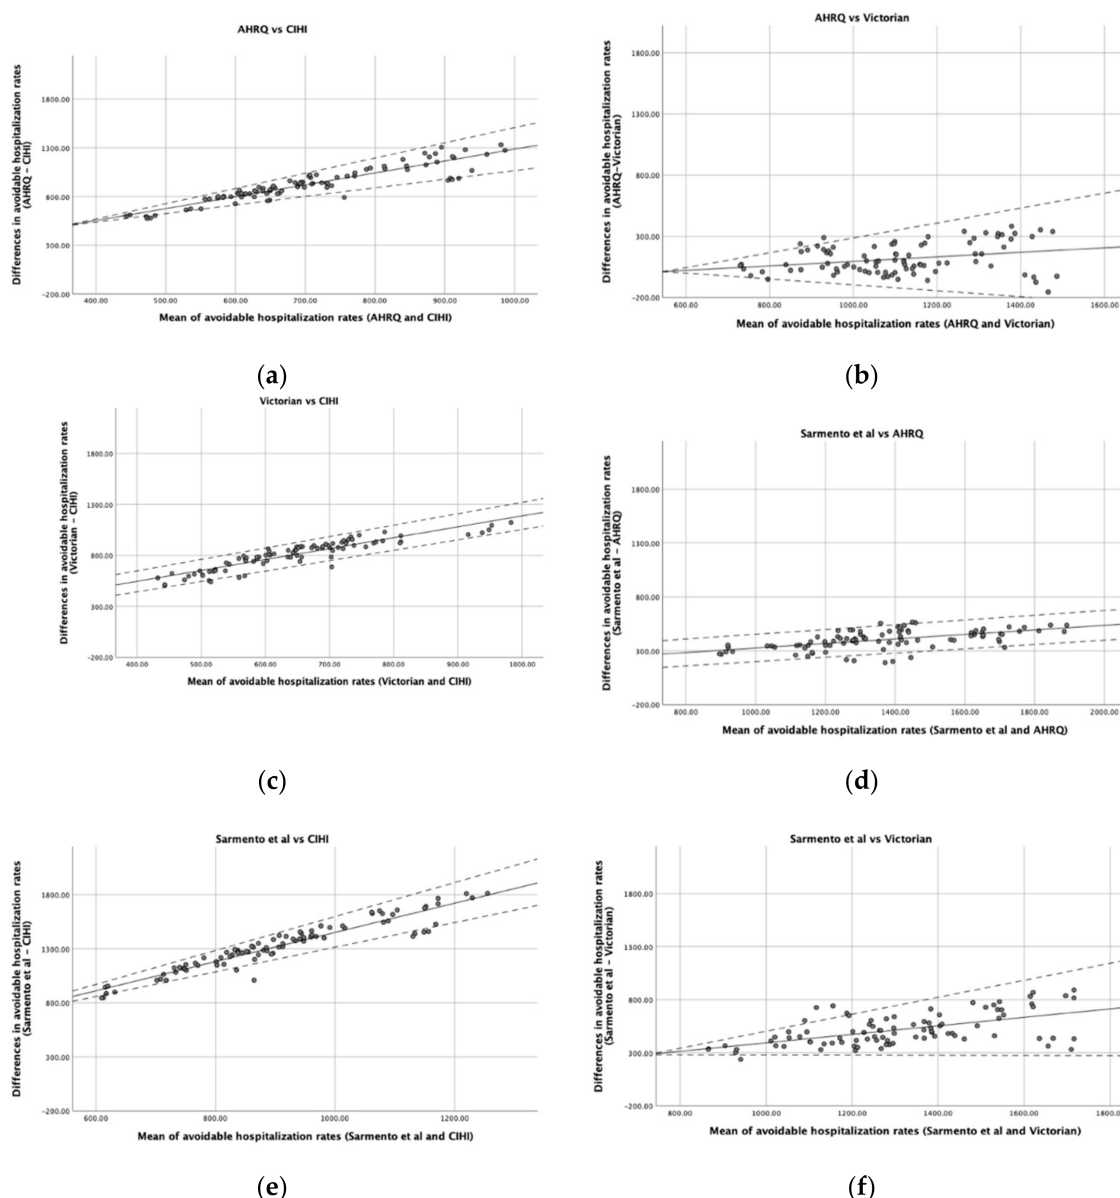 AHRQ vs CIHI
Differences in avoidable hospitalization rates
(AHRQ - CIHI)
1800.00
1300.00
800.00
300.00
-200.00
400.00 500.00 600.00 700.00 800.00 900.00 1000.00
Mean of avoidable hospitalization rates (AHRQ and CIHI)
(a)
AHRQ vs Victorian
Differences in avoidable hospitalization rates
(AHRQ-Victorian)
1800.00
1300.00
800.00
300.00
-200.00
600.00 800.00 1000.00 1200.00 1400.00 1600.00
Mean of avoidable hospitalization rates (AHRQ and Victorian)
(b)
Victorian vs CIHI
Differences in avoidable hospitalization rates
(Victorian - CIHI)
1800.00
1300.00
800.00
300.00
-200.00
400.00 500.00 600.00 700.00 800.00 900.00 1000.00
Mean of avoidable hospitalization rates (Victorian and CIHI)
(c)
Sarmento et al vs AHRQ
Differences in avoidable hospitalization rates
(Sarmento et al - AHRQ)
1800.00
1300.00
800.00
300.00
-200.00
800.00 1000.00 1200.00 1400.00 1600.00 1800.00 2000.00
Mean of avoidable hospitalization rates (Sarmento et al and AHRQ)
(d)
Sarmento et al vs CIHI
Differences in avoidable hospitalization rates
(Sarmento et al - CIHI)
1800.00
1300.00
800.00
300.00
-200.00
600.00 800.00 1000.00 1200.00
Mean of avoidable hospitalization rates (Sarmento et al and CIHI)
(e)
Sarmento et al vs Victorian
Differences in avoidable hospitalization rates
(Sarmento et al - Victorian)
1800.00
1300.00
800.00
300.00
-200.00
800.00 1000.00 1200.00 1400.00 1600.00 1800.00
Mean of avoidable hospitalization rates (Sarmento et al and Victorian)
(f)